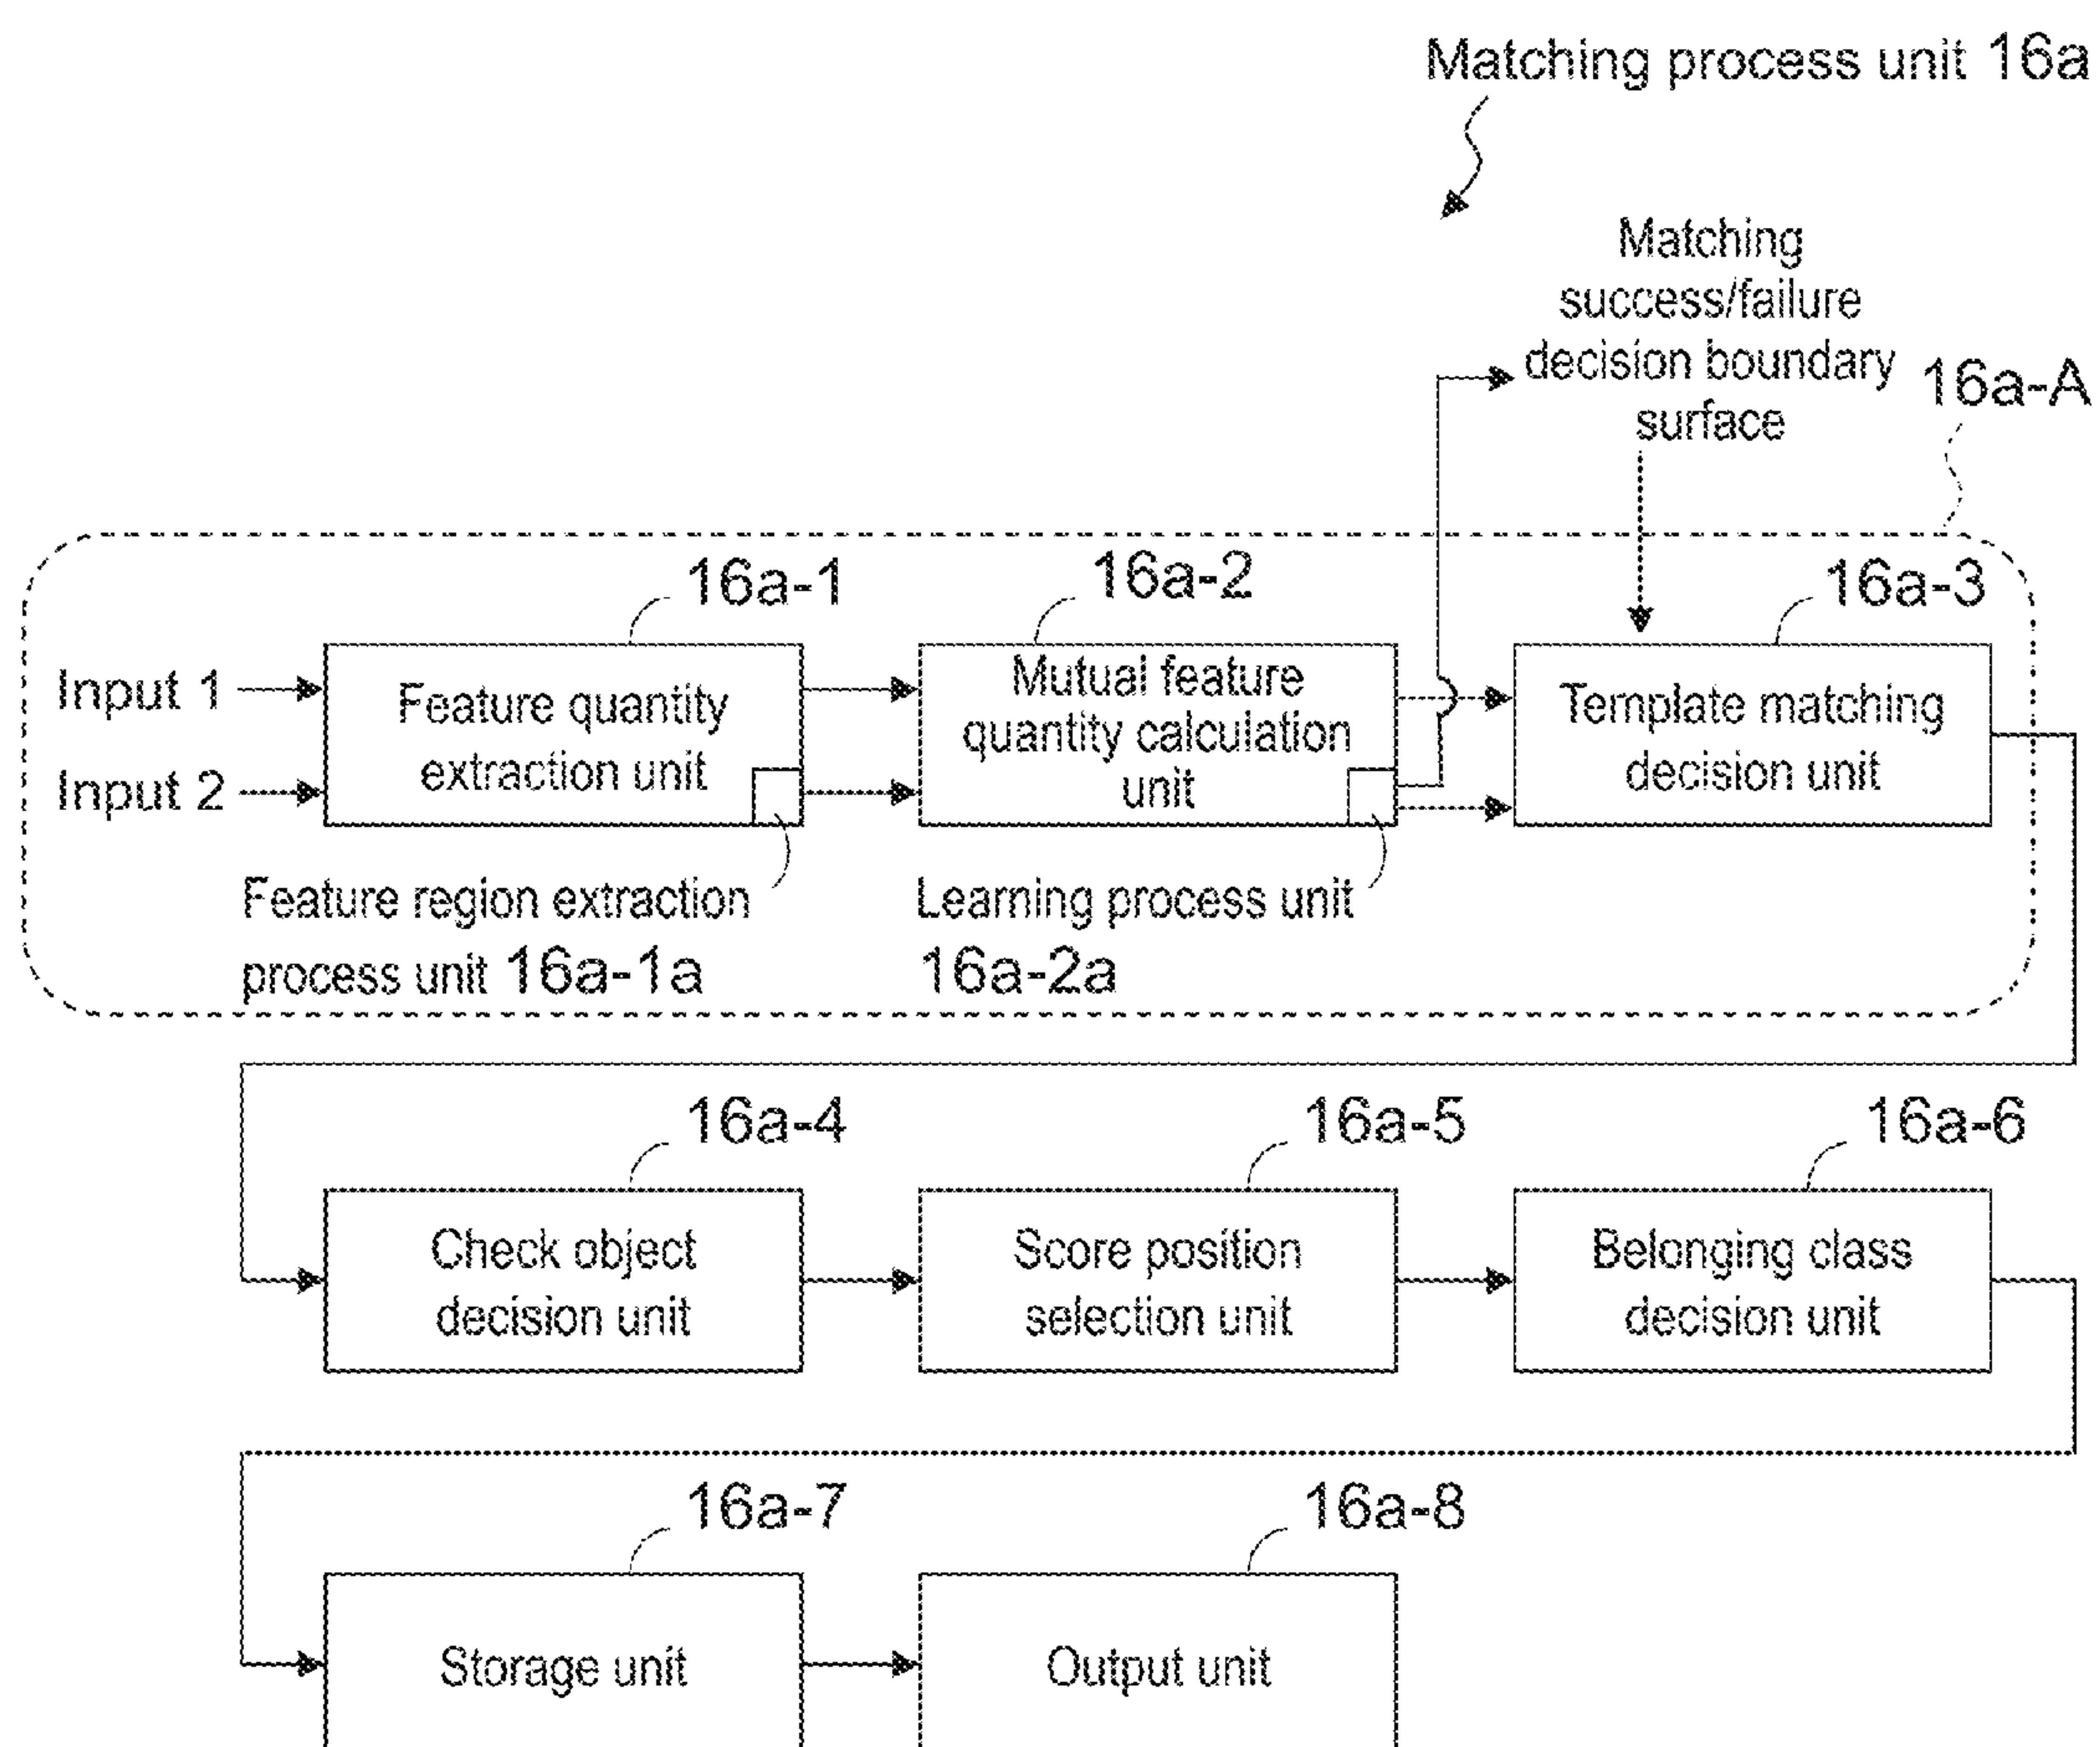 Matching process unit 16a
Matching
success/failure
decision boundary
surface
16a-A
16a-1
16a-2
16a-3
Input 1
Input 2
Feature quantity
extraction unit
Mutual feature
quantity calculation
unit
Template matching
decision unit
Feature region extraction
process unit 16a-1a
Learning process unit
16a-2a
16a-4
16a-5
16a-6
Check object
decision unit
Score position
selection unit
Belonging class
decision unit
16a-7
16a-8
Storage unit
Output unit